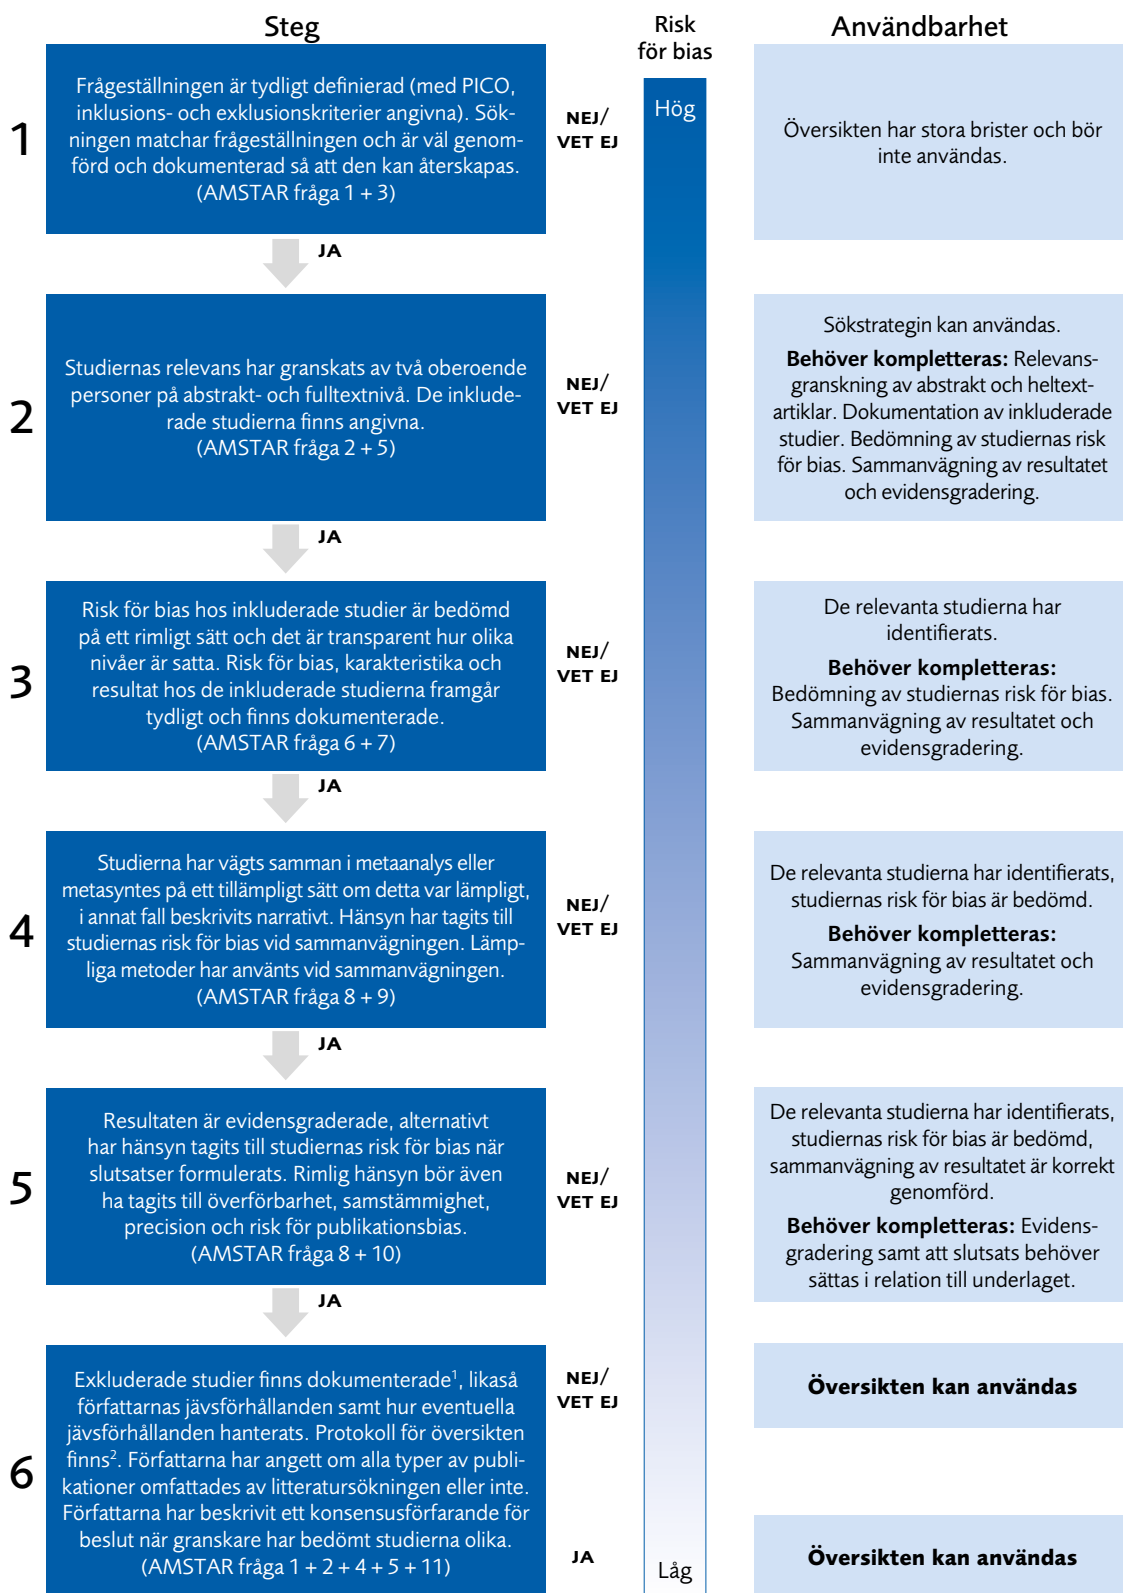 Steg
Risk
för bias
Användbarhet
1
Frågeställningen är tydligt definierad (med PICO,
inklusions- och exklusionskriterier angivna). Sök-
ningen matchar frågeställningen och är väl genom-
förd och dokumenterad så att den kan återskapas.
(AMSTAR fråga 1 + 3)
NEJ/
VET EJ
Hög
Översikten har stora brister och bör
inte användas.
JA
2
Studiernas relevans har granskats av två oberoende
personer på abstrakt- och fulltextnivå. De inklude-
rade studierna finns angivna.
(AMSTAR fråga 2 + 5)
NEJ/
VET EJ
Sökstrategin kan användas.
Behöver kompletteras: Relevans-
granskning av abstrakt och heltext-
artiklar. Dokumentation av inkluderade
studier. Bedömning av studiernas risk
för bias. Sammanvägning av resultatet
och evidensgradering.
JA
3
Risk för bias hos inkluderade studier är bedömd
på ett rimligt sätt och det är transparent hur olika
nivåer är satta. Risk för bias, karakteristika och
resultat hos de inkluderade studierna framgår
tydligt och finns dokumenterade.
(AMSTAR fråga 6 + 7)
NEJ/
VET EJ
De relevanta studierna har
identifierats.
Behöver kompletteras:
Bedömning av studiernas risk för bias.
Sammanvägning av resultatet och
evidensgradering.
JA
4
Studierna har vägts samman i metaanalys eller
metasyntes på ett tillämpligt sätt om detta var lämpligt,
i annat fall beskrivits narrativt. Hänsyn har tagits till
studiernas risk för bias vid sammanvägningen. Lämp-
liga metoder har använts vid sammanvägningen.
(AMSTAR fråga 8 + 9)
NEJ/
VET EJ
De relevanta studierna har identifierats,
studiernas risk för bias är bedömd.
Behöver kompletteras:
Sammanvägning av resultatet och
evidensgradering.
JA
5
Resultaten är evidensgraderade, alternativt
har hänsyn tagits till studiernas risk för bias när
slutsatser formulerats. Rimlig hänsyn bör även
ha tagits till överförbarhet, samstämmighet,
precision och risk för publikationsbias.
(AMSTAR fråga 8 + 10)
NEJ/
VET EJ
De relevanta studierna har identifierats,
studiernas risk för bias är bedömd,
sammanvägning av resultatet är korrekt
genomförd.
Behöver kompletteras: Evidens-
gradering samt att slutsats behöver
sättas i relation till underlaget.
JA
6
Exkluderade studier finns dokumenterade¹, likaså
författarnas jävsförhållanden samt hur eventuella
jävsförhållanden hanterats. Protokoll för översikten
finns². Författarna har angett om alla typer av publi-
kationer omfattades av litteratursökningen eller inte.
Författarna har beskrivit ett konsensusförfarande för
beslut när granskare har bedömt studierna olika.
(AMSTAR fråga 1 + 2 + 4 + 5 + 11)
NEJ/
VET EJ
Översikten kan användas
JA
Låg
Översikten kan användas